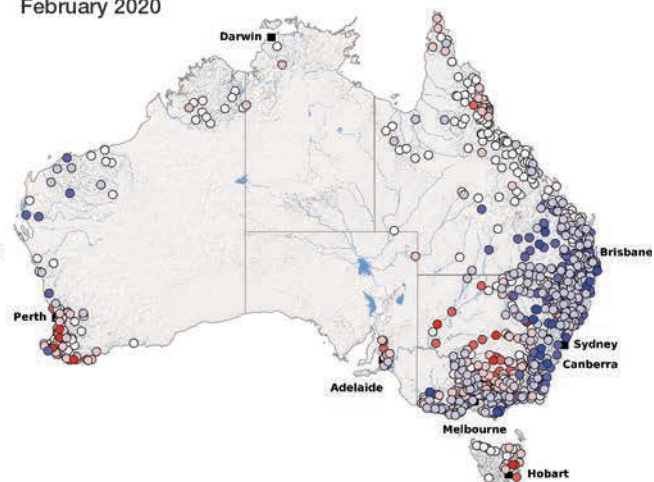 February 2020
Darwin
Brisbane
Perth
Sydney
Canberra
Adelaide
Melbourne
Hobart